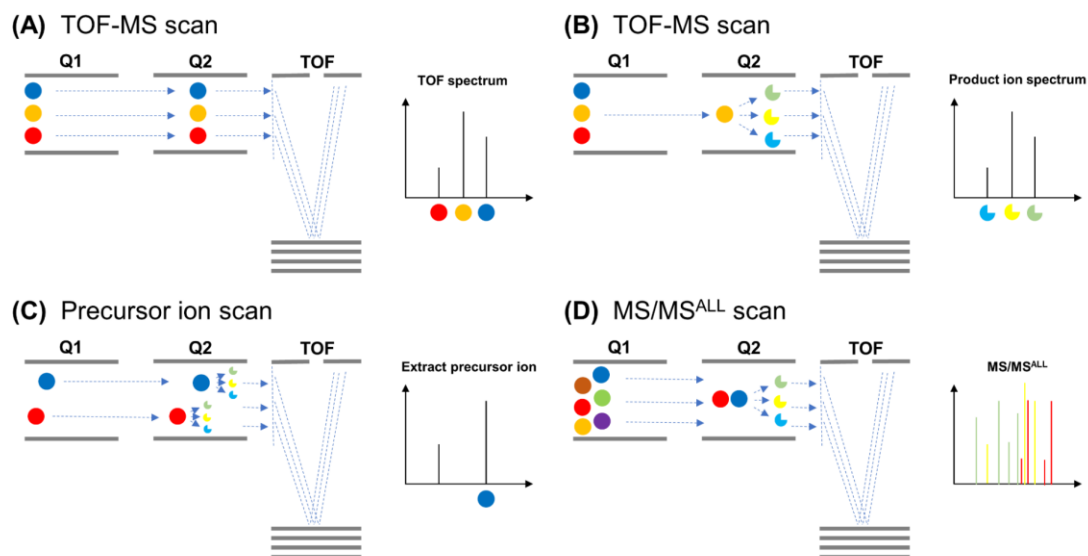 (A) TOF-MS scan
Q1 Q2 TOF
TOF spectrum
(B) TOF-MS scan
Q1 Q2 TOF
Product ion spectrum
(C) Precursor ion scan
Q1 Q2 TOF
Extract precursor ion
(D) MS/MSALL scan
Q1 Q2 TOF
MS/MSALL